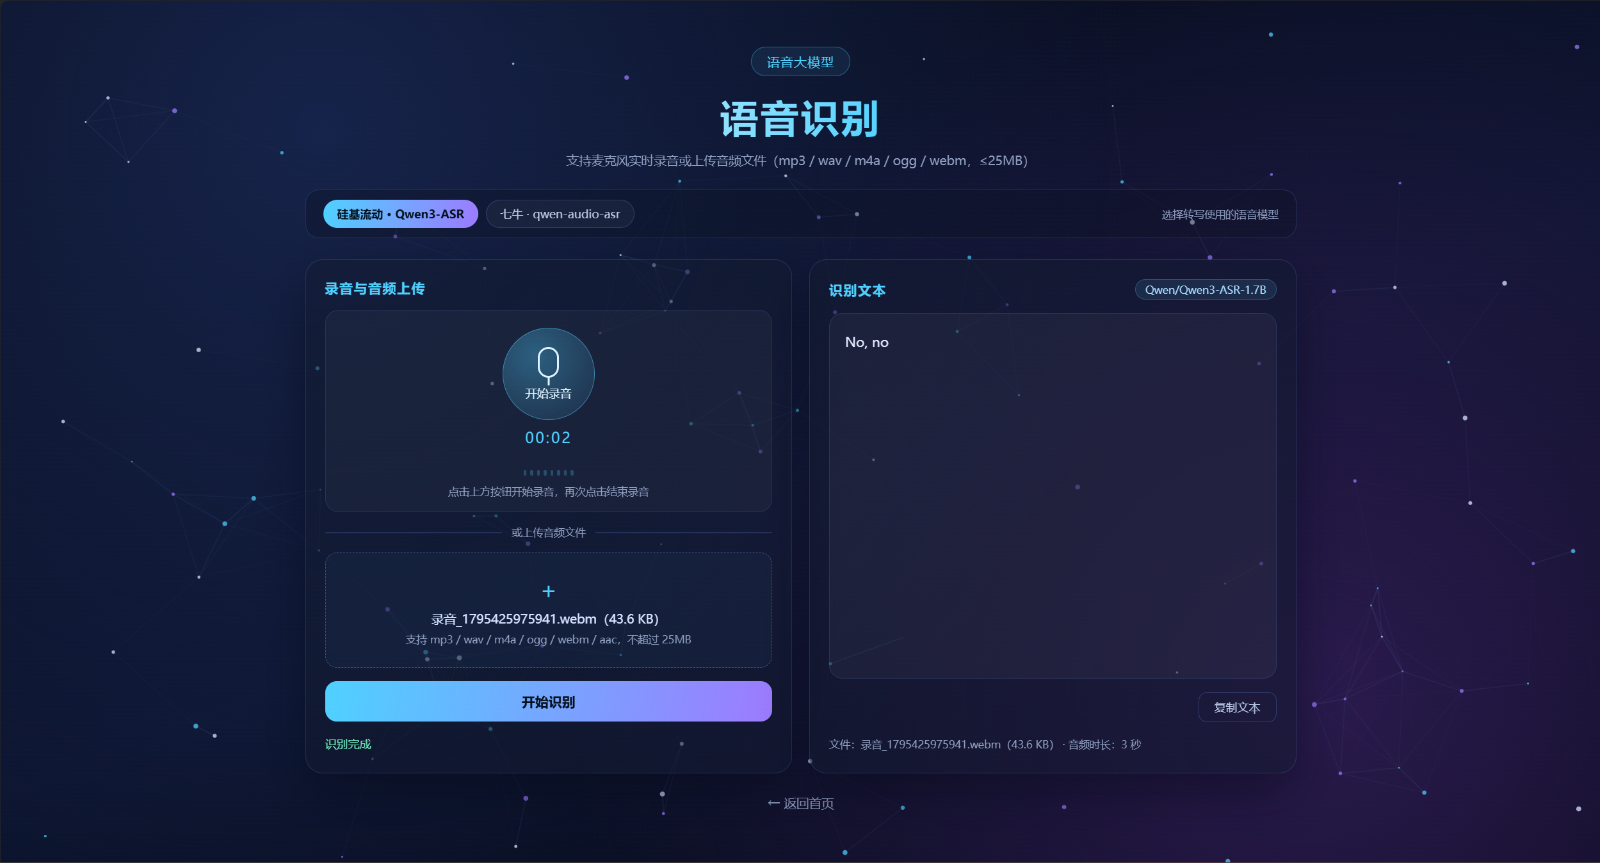 语音大模型
语音识别
支持麦克风实时录音或上传音频文件（mp3 / wav / m4a / ogg / webm，≤25MB）
硅基流动 · Qwen3-ASR
七牛 · qwen-audio-asr
选择转写使用的语音模型
录音与音频上传
开始录音
00:02
点击上方按钮开始录音，再次点击结束录音
或上传音频文件
+
录音_1795425975941.webm（43.6 KB）
支持 mp3 / wav / m4a / ogg / webm / aac，不超过 25MB
开始识别
识别完成
识别文本
Qwen/Qwen3-ASR-1.7B
No, no
复制文本
文件：录音_1795425975941.webm（43.6 KB） · 音频时长：3 秒
← 返回首页